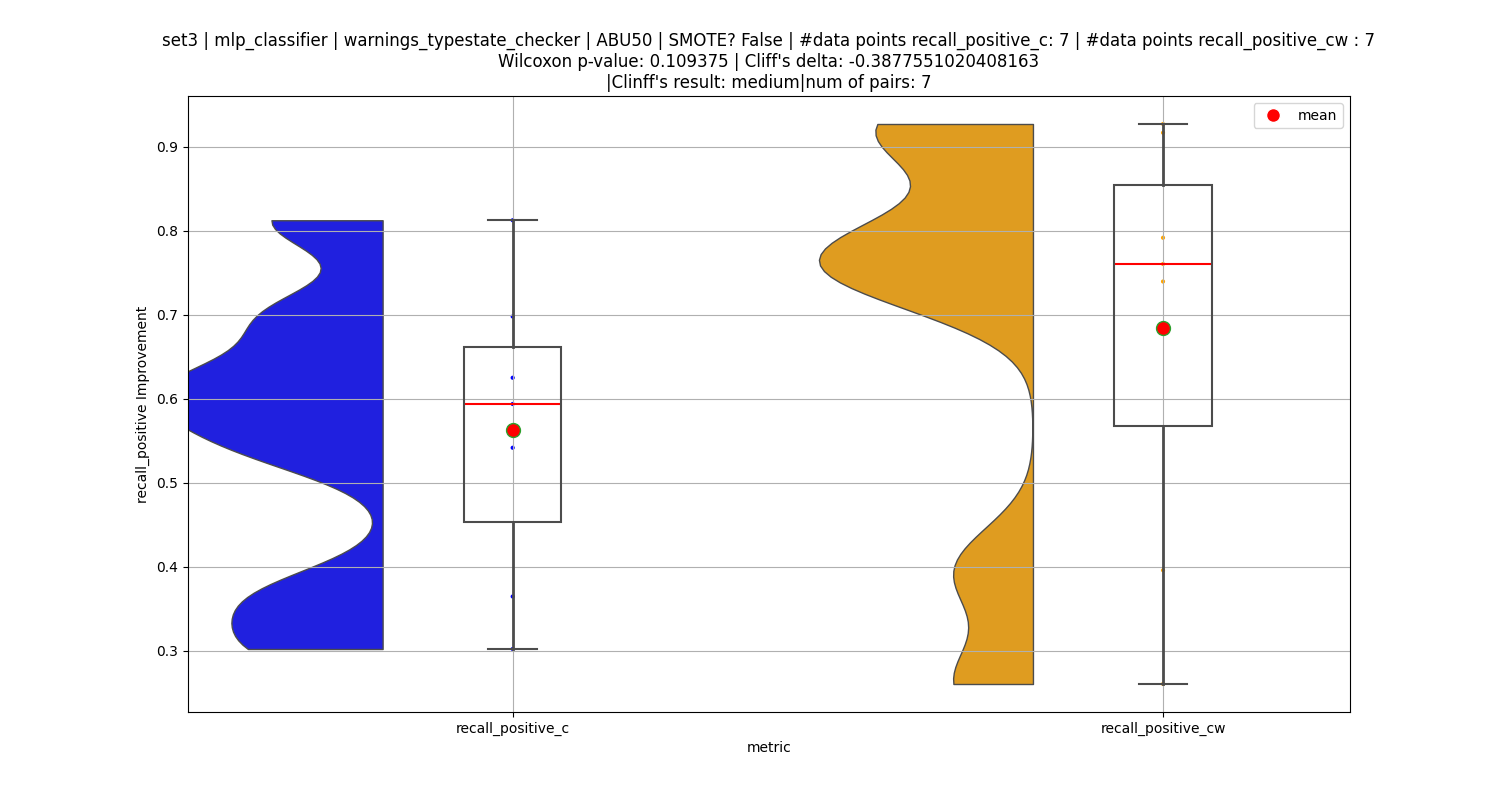 set3 | mlp_classifier | warnings_typestate_checker | ABU50 | SMOTE? False | #data points recall_positive_c: 7 | #data points recall_positive_cw : 7
Wilcoxon p-value: 0.109375 | Cliff's delta: -0.3877551020408163
|Clinff's result: medium|num of pairs: 7
mean
0.9
0.8
0.7
0.6
0.5
0.4
0.3
recall_positive Improvement
recall_positive_c
recall_positive_cw
metric